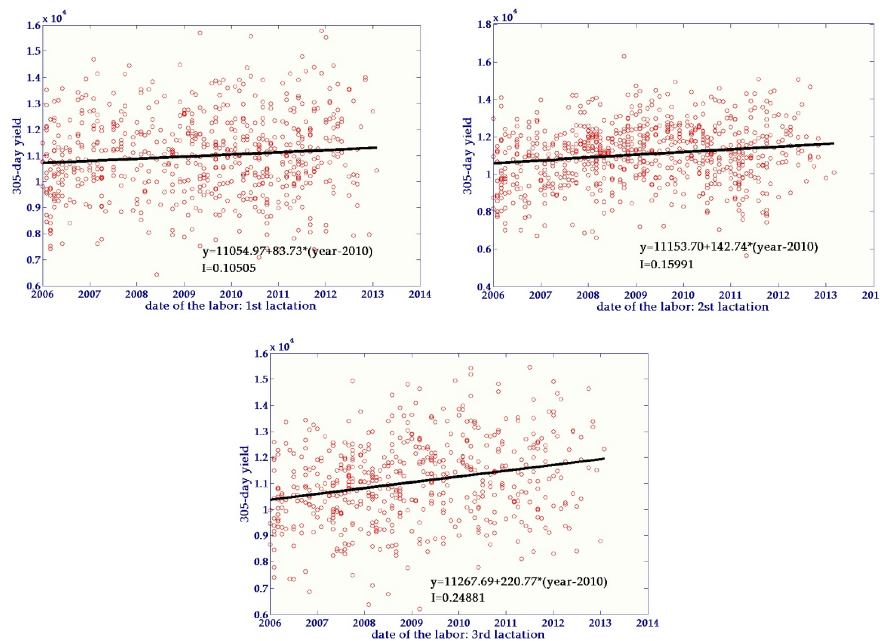 x 10⁴
1.6
1.5
1.4
1.3
1.2
1.1
1
0.9
0.8
0.7
0.6
305-day yield
y=11054.97+83.73*(year-2010)
I=0.10505
2006 2007 2008 2009 2010 2011 2012 2013 2014
date of the labor: 1st lactation
x 10⁴
1.8
1.6
1.4
1.2
1
0.8
0.6
0.4
305-day yield
y=11153.70+142.74*(year-2010)
I=0.15991
2006 2007 2008 2009 2010 2011 2012 2013 201
date of the labor: 2st lactation
x 10⁴
1.6
1.5
1.4
1.3
1.2
1.1
1
0.9
0.8
0.7
0.6
305-day yield
y=11267.69+220.77*(year-2010)
I=0.24881
2006 2007 2008 2009 2010 2011 2012 2013 2014
date of the labor: 3rd lactation